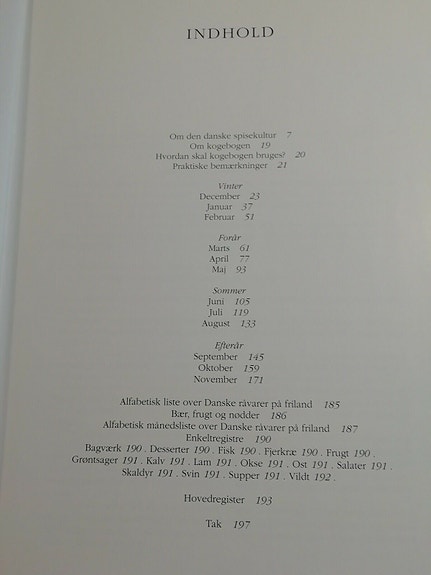 INDHOLD
Om den danske spisekultur 7
Om kogebogen 19
Hvordan skal kogebogen bruges? 20
Praktiske bemærkninger 21
Vinter
December 23
Januar 37
Februar 51
Forår
Marts 61
April 77
Maj 93
Sommer
Juni 105
Juli 119
August 133
Efterår
September 145
Oktober 159
November 171
Alfabetisk liste over Danske råvarer på friland 185
Bær, frugt og nødder 186
Alfabetisk månedsliste over Danske råvarer på friland 187
Enkeltregistre 190
Bagværk 190 . Desserter 190 . Fisk 190 . Fjerkræ 190 . Frugt 190 .
Grøntsager 191 . Kalv 191 . Lam 191 . Okse 191 . Ost 191 . Salater 191 .
Skaldyr 191 . Svin 191 . Supper 191 . Vildt 192 .
Hovedregister 193
Tak 197